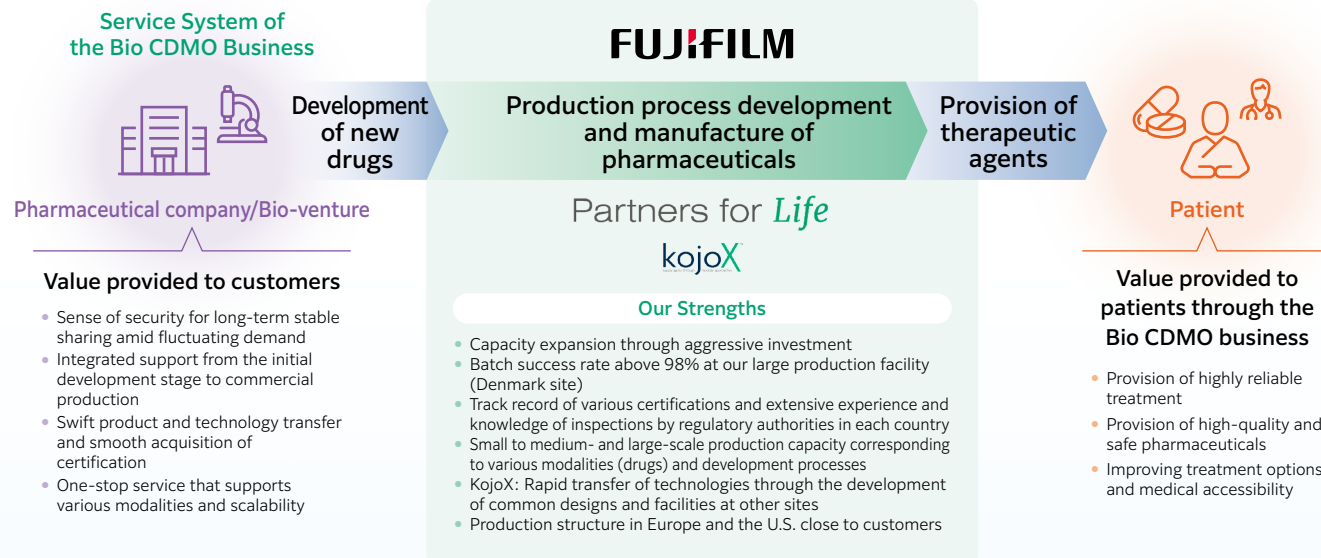 Service System of
the Bio CDMO Business
Development
of new
drugs
Pharmaceutical company/Bio-venture
Value provided to customers
• Sense of security for long-term stable
sharing amid fluctuating demand
• Integrated support from the initial
development stage to commercial
production
• Swift product and technology transfer
and smooth acquisition of
certification
• One-stop service that supports
various modalities and scalability
FUJIFILM
Production process development
and manufacture of
pharmaceuticals
Partners for Life
kojoX
Our Strengths
• Capacity expansion through aggressive investment
• Batch success rate above 98% at our large production facility
(Denmark site)
• Track record of various certifications and extensive experience and
knowledge of inspections by regulatory authorities in each country
• Small to medium- and large-scale production capacity corresponding
to various modalities (drugs) and development processes
• KojoX: Rapid transfer of technologies through the development
of common designs and facilities at other sites
• Production structure in Europe and the U.S. close to customers
Provision of
therapeutic
agents
Patient
Value provided to
patients through the
Bio CDMO business
• Provision of highly reliable
treatment
• Provision of high-quality and
safe pharmaceuticals
• Improving treatment options
and medical accessibility